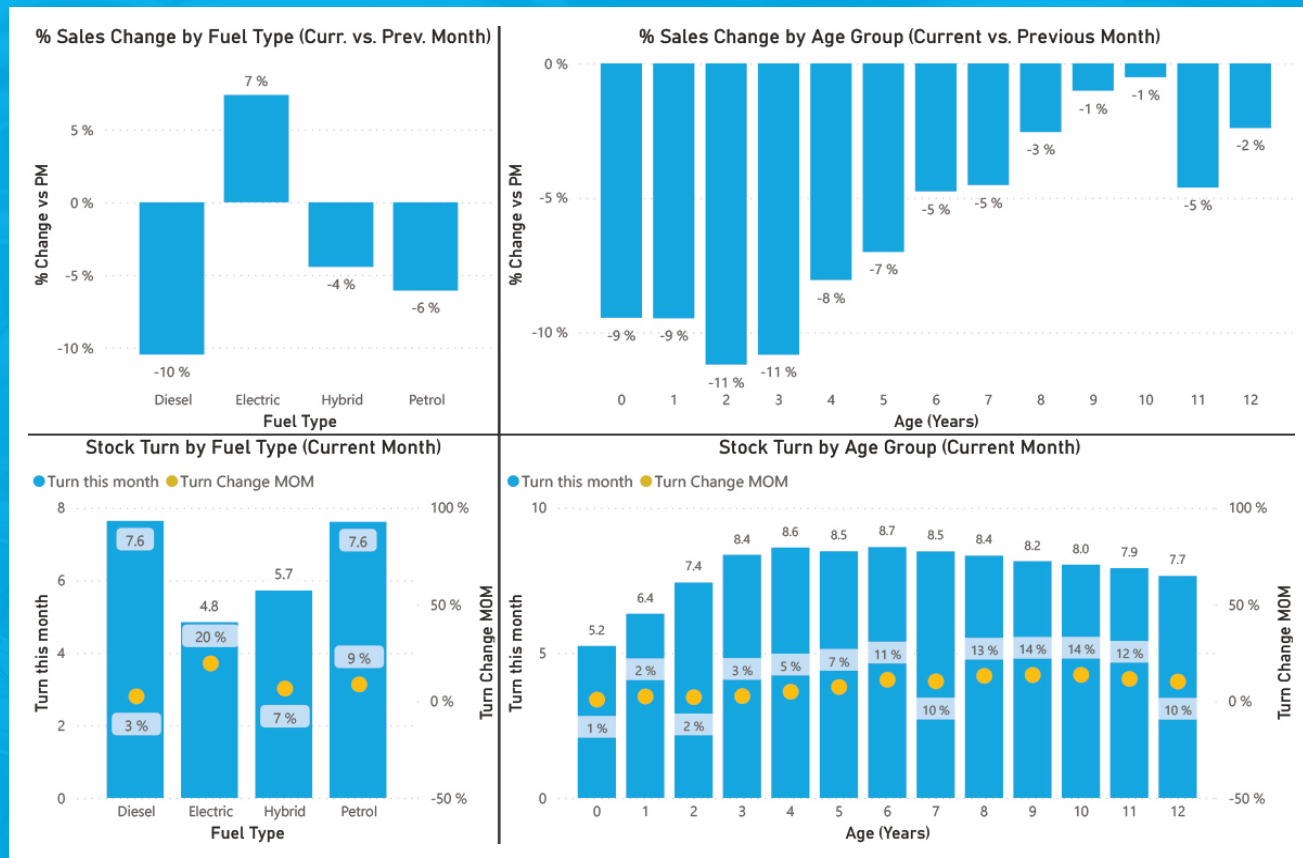 % Sales Change by Fuel Type (Curr. vs. Prev. Month)
7 %
5 %
0 %
-5 %
-10 %
-4 %
-6 %
-10 %
% Change vs PM
Diesel Electric Hybrid Petrol
Fuel Type
% Sales Change by Age Group (Current vs. Previous Month)
0 %
-5 %
-10 %
-9 % -9 % -11 % -11 % -8 % -7 % -5 % -5 % -3 % -1 % -1 % -5 % -2 %
% Change vs PM
0 1 2 3 4 5 6 7 8 9 10 11 12
Age (Years)
Stock Turn by Fuel Type (Current Month)
Turn this month Turn Change MOM
8
6
4
2
0
7.6 4.8 5.7 7.6
3 % 20 % 7 % 9 %
100 %
50 %
0 %
-50 %
Turn this month
Turn Change MOM
Diesel Electric Hybrid Petrol
Fuel Type
Stock Turn by Age Group (Current Month)
Turn this month Turn Change MOM
10
5
0
5.2 6.4 7.4 8.4 8.6 8.5 8.7 8.5 8.4 8.2 8.0 7.9 7.7
1 % 2 % 2 % 3 % 5 % 7 % 11 % 10 % 13 % 14 % 14 % 12 % 10 %
100 %
50 %
0 %
-50 %
Turn this month
Turn Change MOM
0 1 2 3 4 5 6 7 8 9 10 11 12
Age (Years)